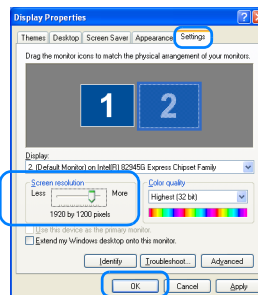 Display Properties
Themes Desktop Screen Saver Appearance Settings
Drag the monitor icons to match the physical arrangement of your monitors.
1 2
Display:
2. (Default Monitor) on Intel(R) 82945G Express Chipset Family
Screen resolution
Less More
1920 by 1200 pixels
Color quality
Highest (32 bit)
Use this device as the primary monitor.
Extend my Windows desktop onto this monitor.
Identify Troubleshoot... Advanced
OK Cancel Apply